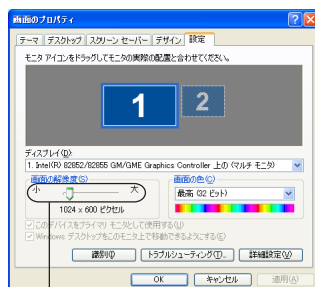 画面のプロパティ
テーマ デスクトップ スクリーン セーバー デザイン 設定
モニタ アイコンをドラッグしてモニタの実際の配置と合わせてください。
1 2
ディスプレイ(D):
1. Intel(R) 82852/82855 GM/GME Graphics Controller 上の (マルチ モニタ)
画面の解像度(S) 画面の色(C)
小 大 最高 (32 ビット)
1024 x 600 ピクセル
このデバイスをプライマリ モニタとして使用する(U)
Windows デスクトップをこのモニタ上で移動できるようにする(E)
識別(I) トラブルシューティング(T)... 詳細設定(V)
OK キャンセル 適用(A)